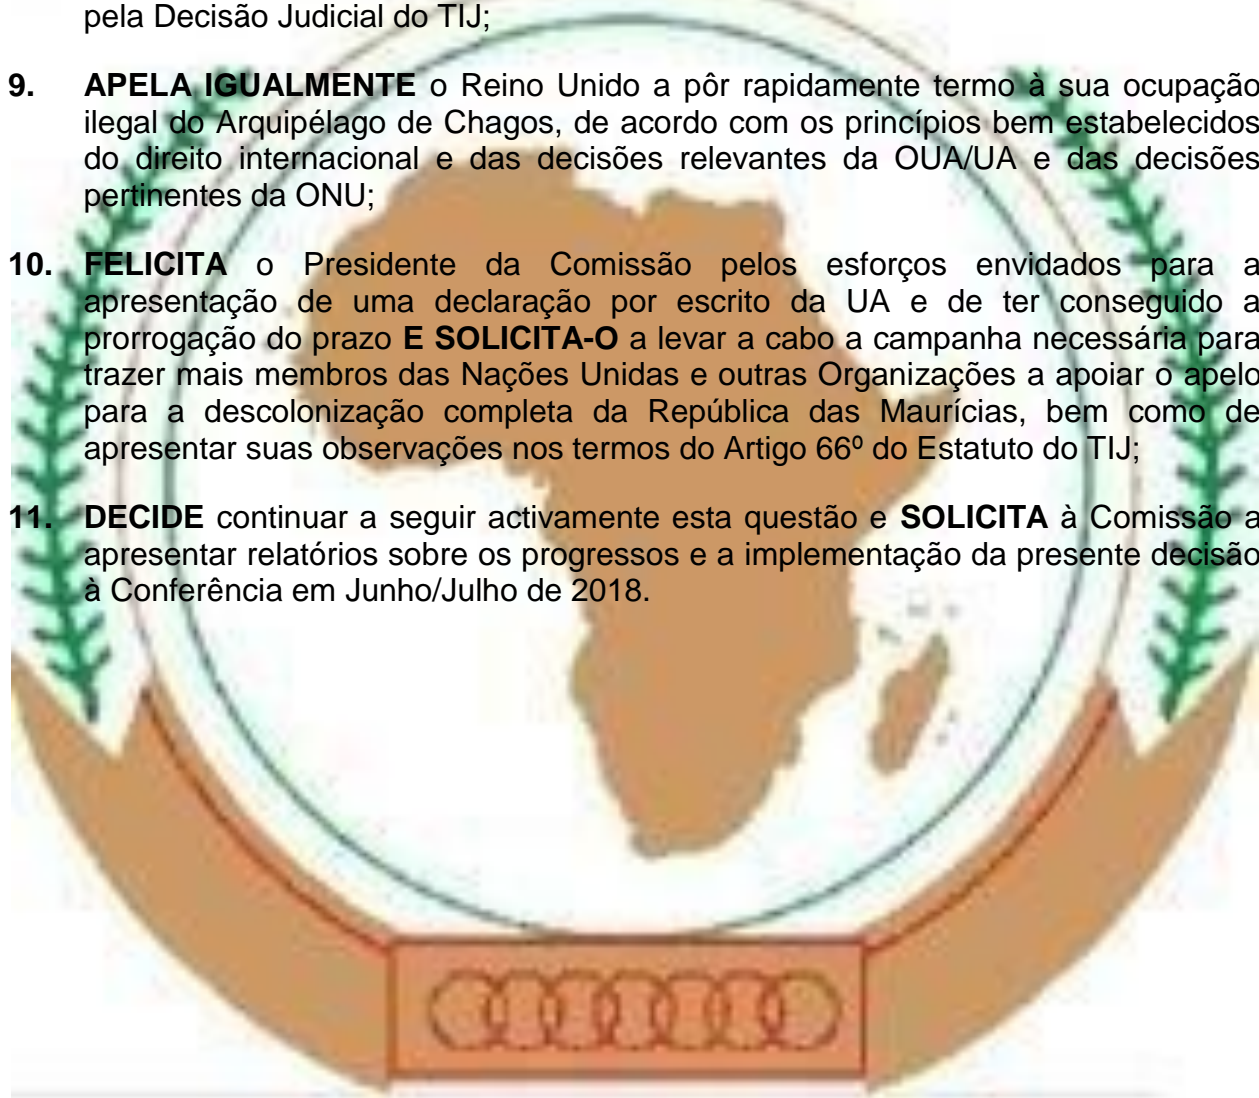 pela Decisão Judicial do TIJ;
9. APELA IGUALMENTE o Reino Unido a pôr rapidamente termo à sua ocupação
ilegal do Arquipélago de Chagos, de acordo com os princípios bem estabelecidos
do direito internacional e das decisões relevantes da OUA/UA e das decisões
pertinentes da ONU;
10. FELICITA o Presidente da Comissão pelos esforços envidados para a
apresentação de uma declaração por escrito da UA e de ter conseguido a
prorrogação do prazo E SOLICITA-O a levar a cabo a campanha necessária para
trazer mais membros das Nações Unidas e outras Organizações a apoiar o apelo
para a descolonização completa da República das Maurícias, bem como de
apresentar suas observações nos termos do Artigo 66º do Estatuto do TIJ;
11. DECIDE continuar a seguir activamente esta questão e SOLICITA à Comissão a
apresentar relatórios sobre os progressos e a implementação da presente decisão
à Conferência em Junho/Julho de 2018.